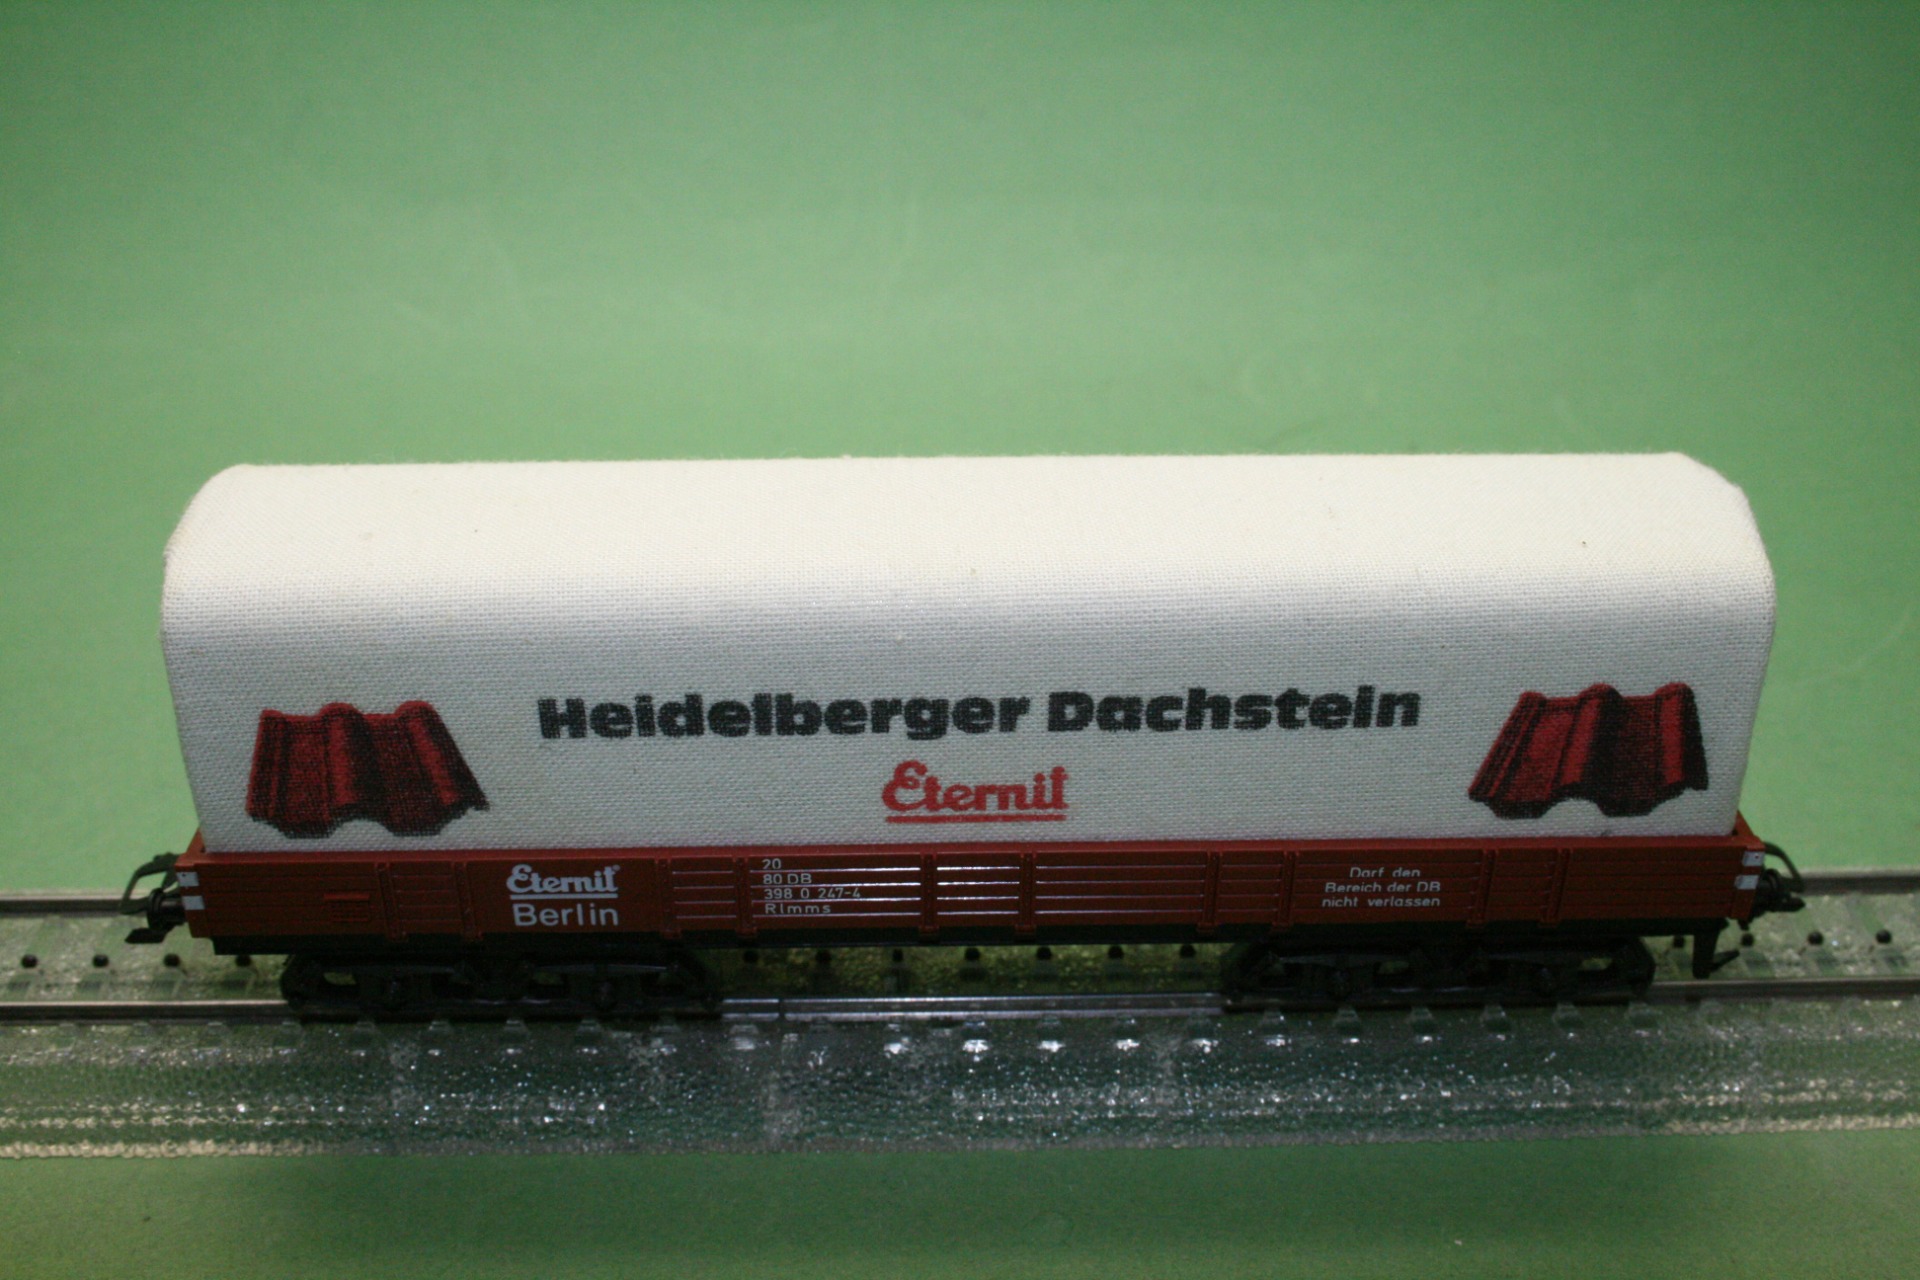 Heidelberger Dachstein
Eternit
Eternit
Berlin
20
80 DB
398 0 247-4
Rlmms
Darf den
Bereich der DB
nicht verlassen